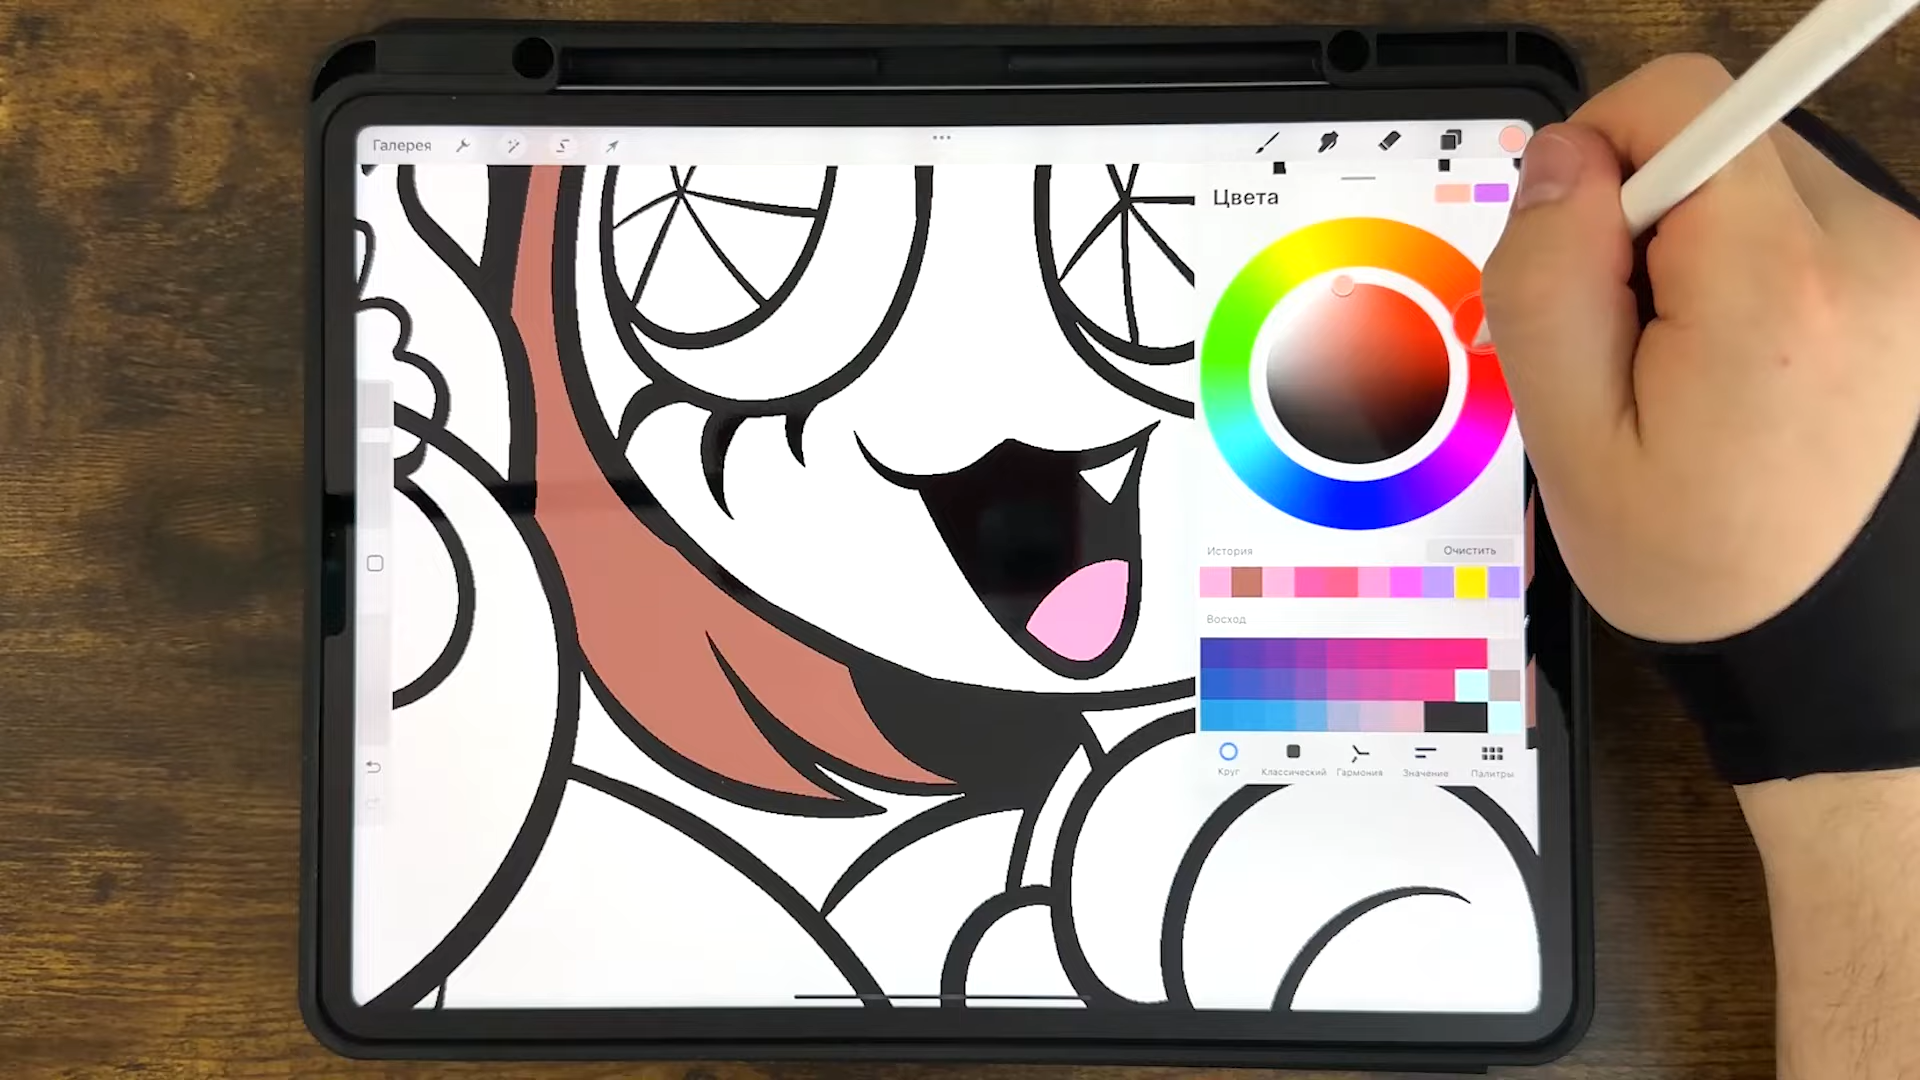 Галерея
Цвета
История
Очистить
Восход
Круг
Классический
Гармония
Значение
Палитры